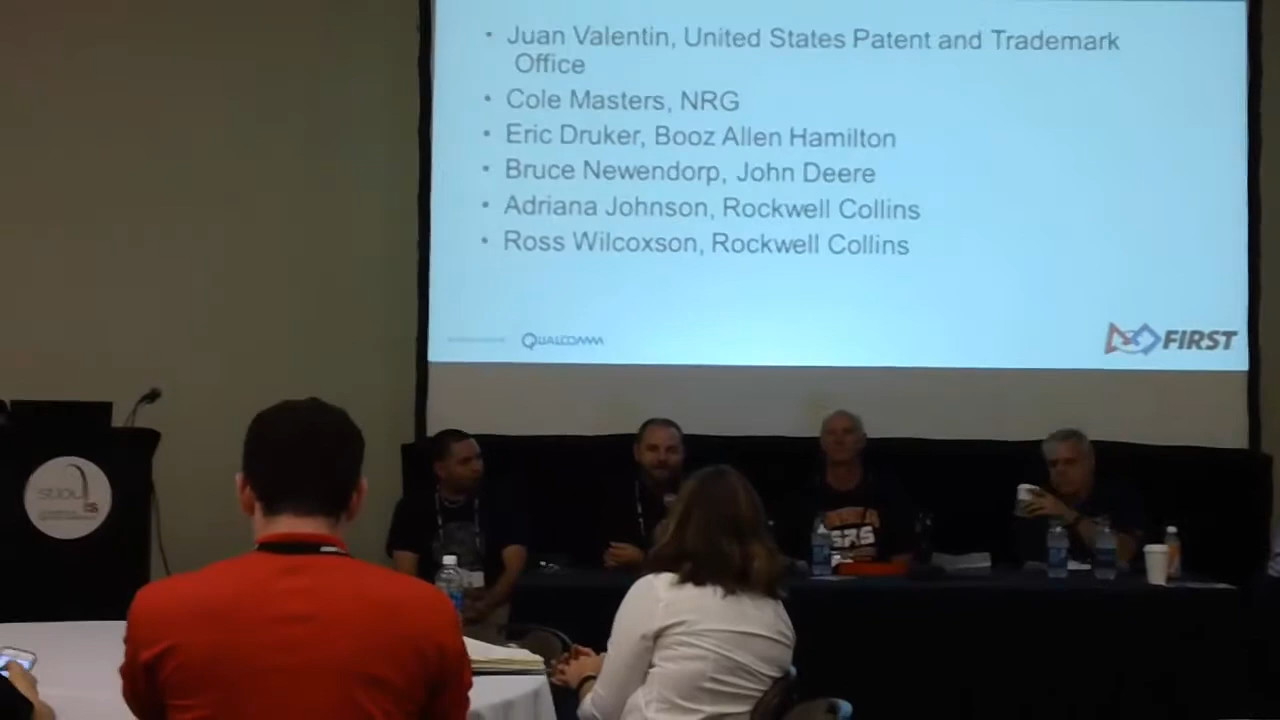 • Juan Valentin, United States Patent and Trademark
Office
• Cole Masters, NRG
• Eric Druker, Booz Allen Hamilton
• Bruce Newendorp, John Deere
• Adriana Johnson, Rockwell Collins
• Ross Wilcoxson, Rockwell Collins
QUALCOMM
FIRST